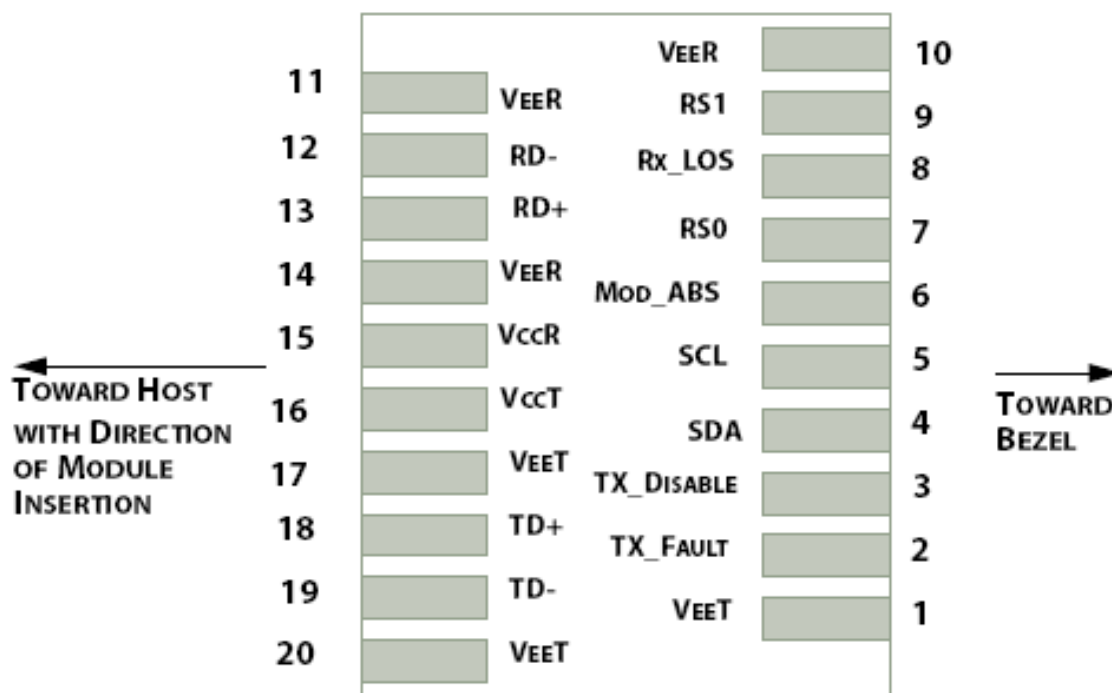 VEER 10
11 VEER
RS1 9
12 RD-
Rx_LOS 8
13 RD+
RS0 7
14 VEER
MOD_ABS 6
15 VCCR
SCL 5
TOWARD HOST
WITH DIRECTION
OF MODULE
INSERTION
16 VCCT
SDA 4
TOWARD
BEZEL
17 VEET
TX_DISABLE 3
18 TD+
TX_FAULT 2
19 TD-
VEET 1
20 VEET